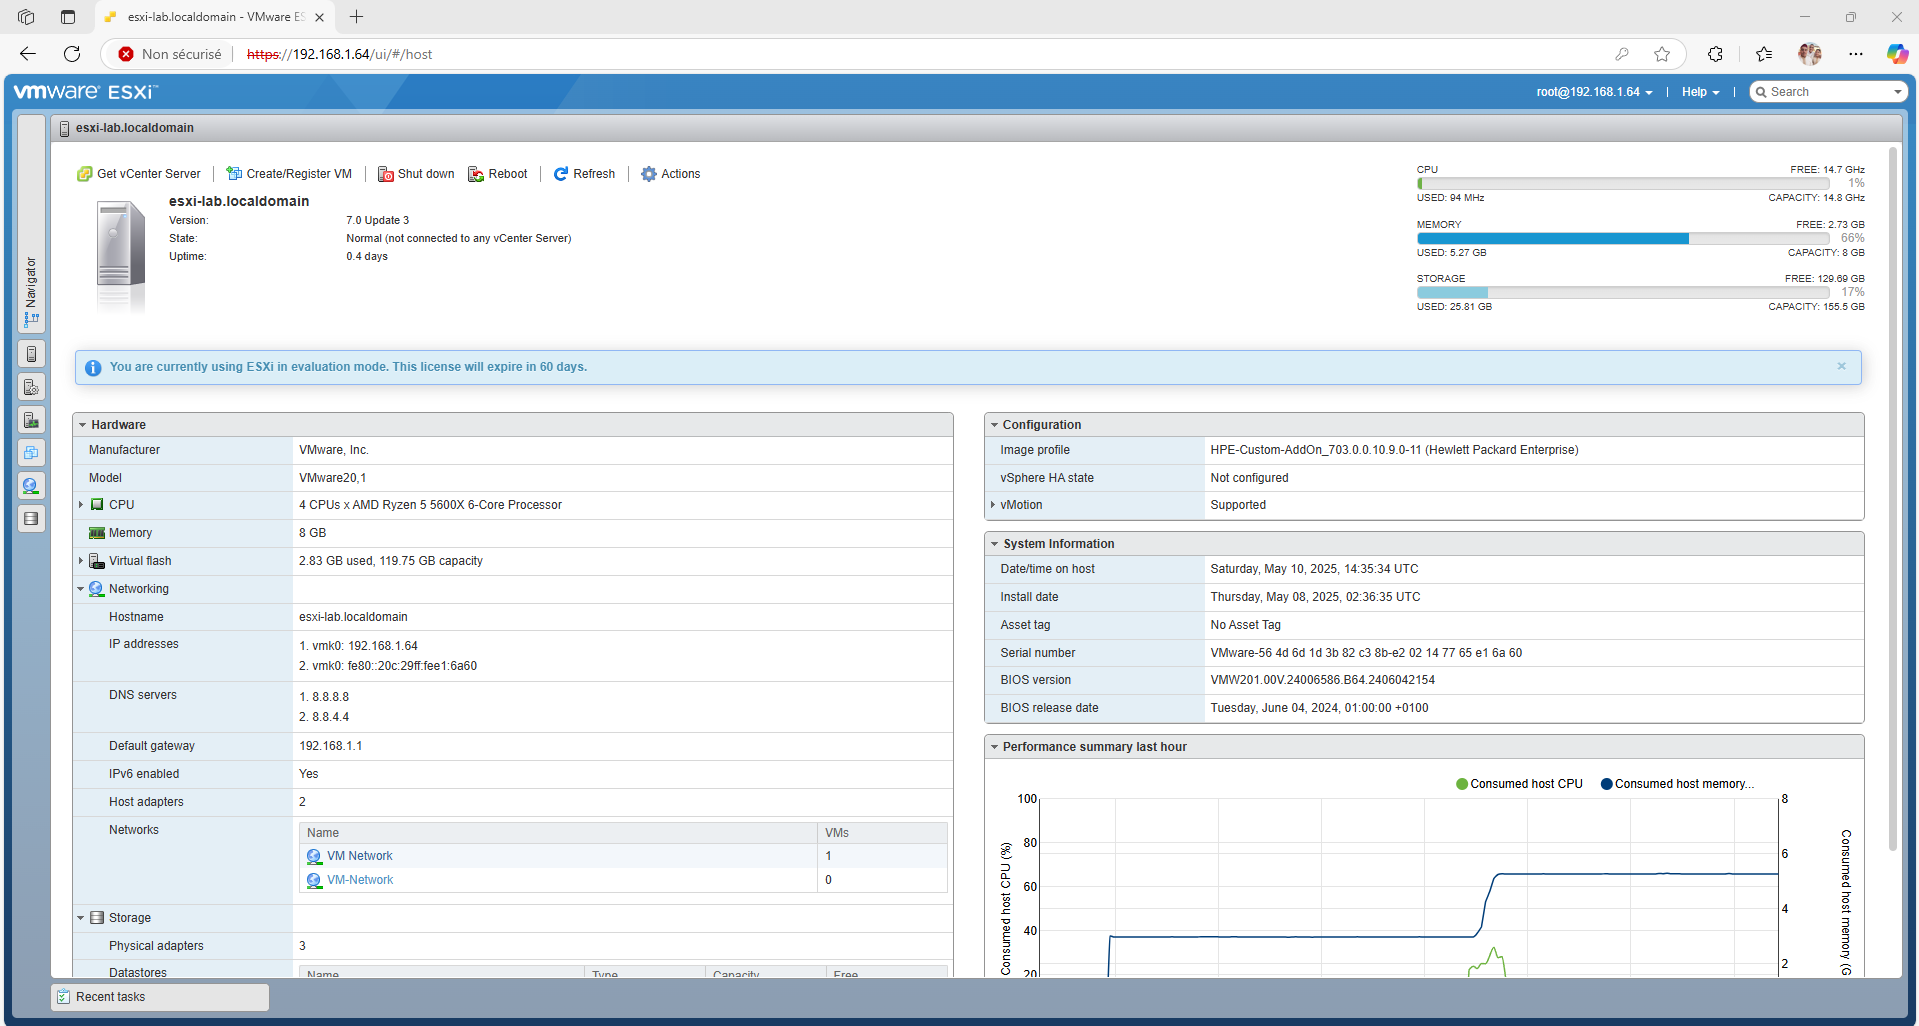 esxi-lab.localdomain - VMware ES
Non sécurisé
https://192.168.1.64/ui/#/host
vmware ESXi™
root@192.168.1.64
Help
Search
Navigator
esxi-lab.localdomain
Get vCenter Server
Create/Register VM
Shut down
Reboot
Refresh
Actions
esxi-lab.localdomain
Version: 7.0 Update 3
State: Normal (not connected to any vCenter Server)
Uptime: 0.4 days
CPU FREE: 14.7 GHz
1%
USED: 94 MHz CAPACITY: 14.8 GHz
MEMORY FREE: 2.73 GB
66%
USED: 5.27 GB CAPACITY: 8 GB
STORAGE FREE: 129.69 GB
17%
USED: 25.81 GB CAPACITY: 155.5 GB
You are currently using ESXi in evaluation mode. This license will expire in 60 days.
Hardware
Manufacturer VMware, Inc.
Model VMware20,1
CPU 4 CPUs x AMD Ryzen 5 5600X 6-Core Processor
Memory 8 GB
Virtual flash 2.83 GB used, 119.75 GB capacity
Networking
Hostname esxi-lab.localdomain
IP addresses 1. vmk0: 192.168.1.64
2. vmk0: fe80::20c:29ff:fee1:6a60
DNS servers 1. 8.8.8.8
2. 8.8.4.4
Default gateway 192.168.1.1
IPv6 enabled Yes
Host adapters 2
Networks Name VMs
VM Network 1
VM-Network 0
Storage
Physical adapters 3
Datastores Name Type Capacity Free
Configuration
Image profile HPE-Custom-AddOn_703.0.0.10.9.0-11 (Hewlett Packard Enterprise)
vSphere HA state Not configured
vMotion Supported
System Information
Date/time on host Saturday, May 10, 2025, 14:35:34 UTC
Install date Thursday, May 08, 2025, 02:36:35 UTC
Asset tag No Asset Tag
Serial number VMware-56 4d 6d 1d 3b 82 c3 8b-e2 02 14 77 65 e1 6a 60
BIOS version VMW201.00V.24006586.B64.2406042154
BIOS release date Tuesday, June 04, 2024, 01:00:00 +0100
Performance summary last hour
Consumed host CPU
Consumed host memory...
Consumed host CPU (%)
100
80
60
40
20
8
6
4
2
Consumed host memory (G
Recent tasks